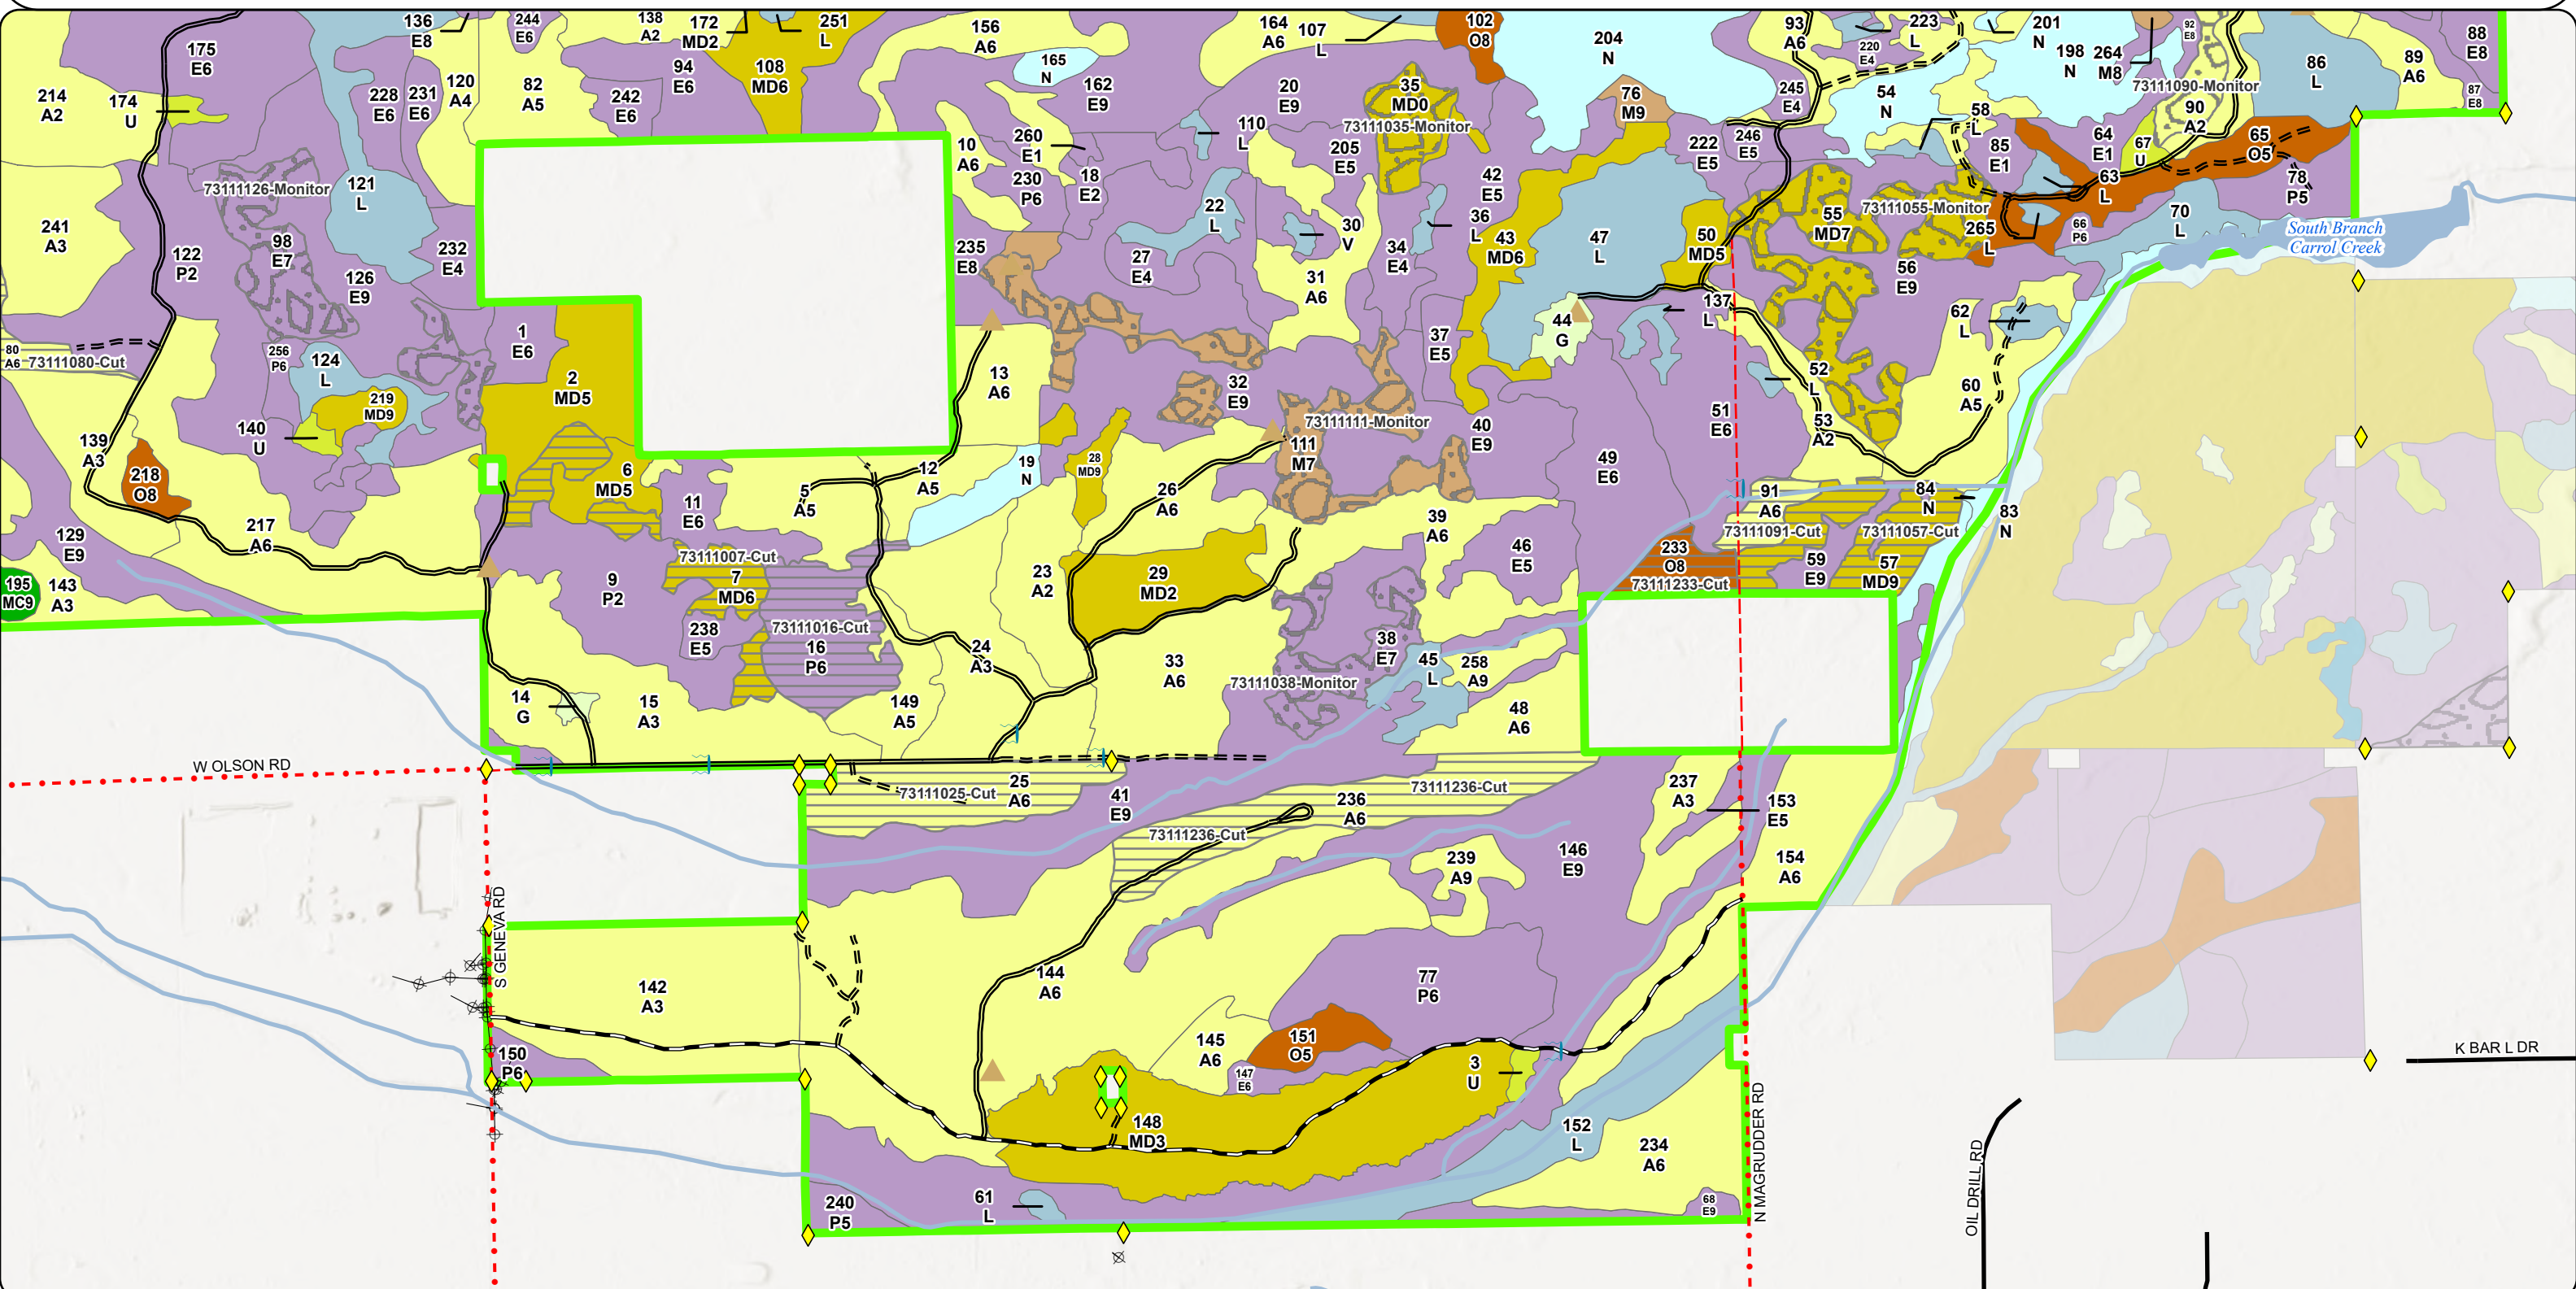 136
E8
244
E6
138
A2
172
MD2
251
L
156
A6
164
A6
107
L
102
O8
204
N
93
A6
223
L
220
E4
201
N
198
N
264
M8
92
E8
88
E8
175
E6
214
A2
174
U
228
E6
231
E6
120
A4
82
A5
242
E6
94
E6
108
MD6
165
N
162
E9
20
E9
35
MD0
73111035-Monitor
76
M9
245
E4
54
N
58
L
73111090-Monitor
90
A2
86
L
89
A6
87
E8
10
A6
260
E1
230
P6
18
E2
110
L
205
E5
42
E5
222
E5
246
E5
85
E1
64
E1
67
U
65
O5
78
P5
73111126-Monitor
121
L
241
A3
122
P2
98
E7
126
E9
232
E4
235
E8
27
E4
22
L
30
V
34
E4
36
L
43
MD6
47
L
50
MD5
55
MD7
73111055-Monitor
265
L
63
L
66
P6
70
L
South Branch
Carrol Creek
31
A6
56
E9
44
G
137
L
62
L
80
A6
73111080-Cut
256
P6
124
L
219
MD9
140
U
1
E6
2
MD5
13
A6
32
E9
37
E5
73111111-Monitor
111
M7
40
E9
51
E6
52
L
53
A2
60
A5
139
A3
218
O8
217
A6
129
E9
195
MC9
143
A3
6
MD5
11
E6
5
A5
12
A5
19
N
28
MD9
26
A6
49
E6
39
A6
46
E5
91
A6
73111091-Cut
84
N
73111057-Cut
83
N
233
O8
73111233-Cut
59
E9
57
MD9
73111007-Cut
7
MD6
9
P2
238
E5
73111016-Cut
16
P6
23
A2
29
MD2
24
A3
33
A6
38
E7
73111038-Monitor
45
L
258
A9
48
A6
14
G
15
A3
149
A5
W OLSON RD
73111025-Cut
25
A6
41
E9
73111236-Cut
236
A6
73111236-Cut
237
A3
153
E5
154
A6
239
A9
146
E9
S GENEVA RD
142
A3
144
A6
77
P6
145
A6
151
O5
147
E6
3
U
150
P6
148
MD3
152
L
234
A6
240
P5
61
L
68
E9
N MAGRUDDER RD
OIL DRILL RD
K BAR L DR